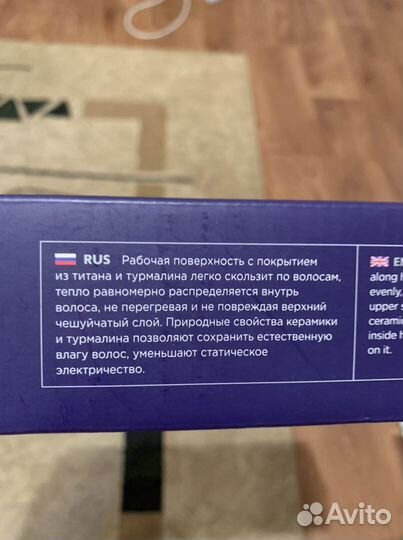 RUS Рабочая поверхность с покрытием
из титана и турмалина легко скользит по волосам,
тепло равномерно распределяется внутрь
волоса, не перегревая и не повреждая верхний
чешуйчатый слой. Природные свойства керамики
и турмалина позволяют сохранить естественную
влагу волос, уменьшают статическое
электричество.
along
evenly,
upper
inside
on it.
Avito